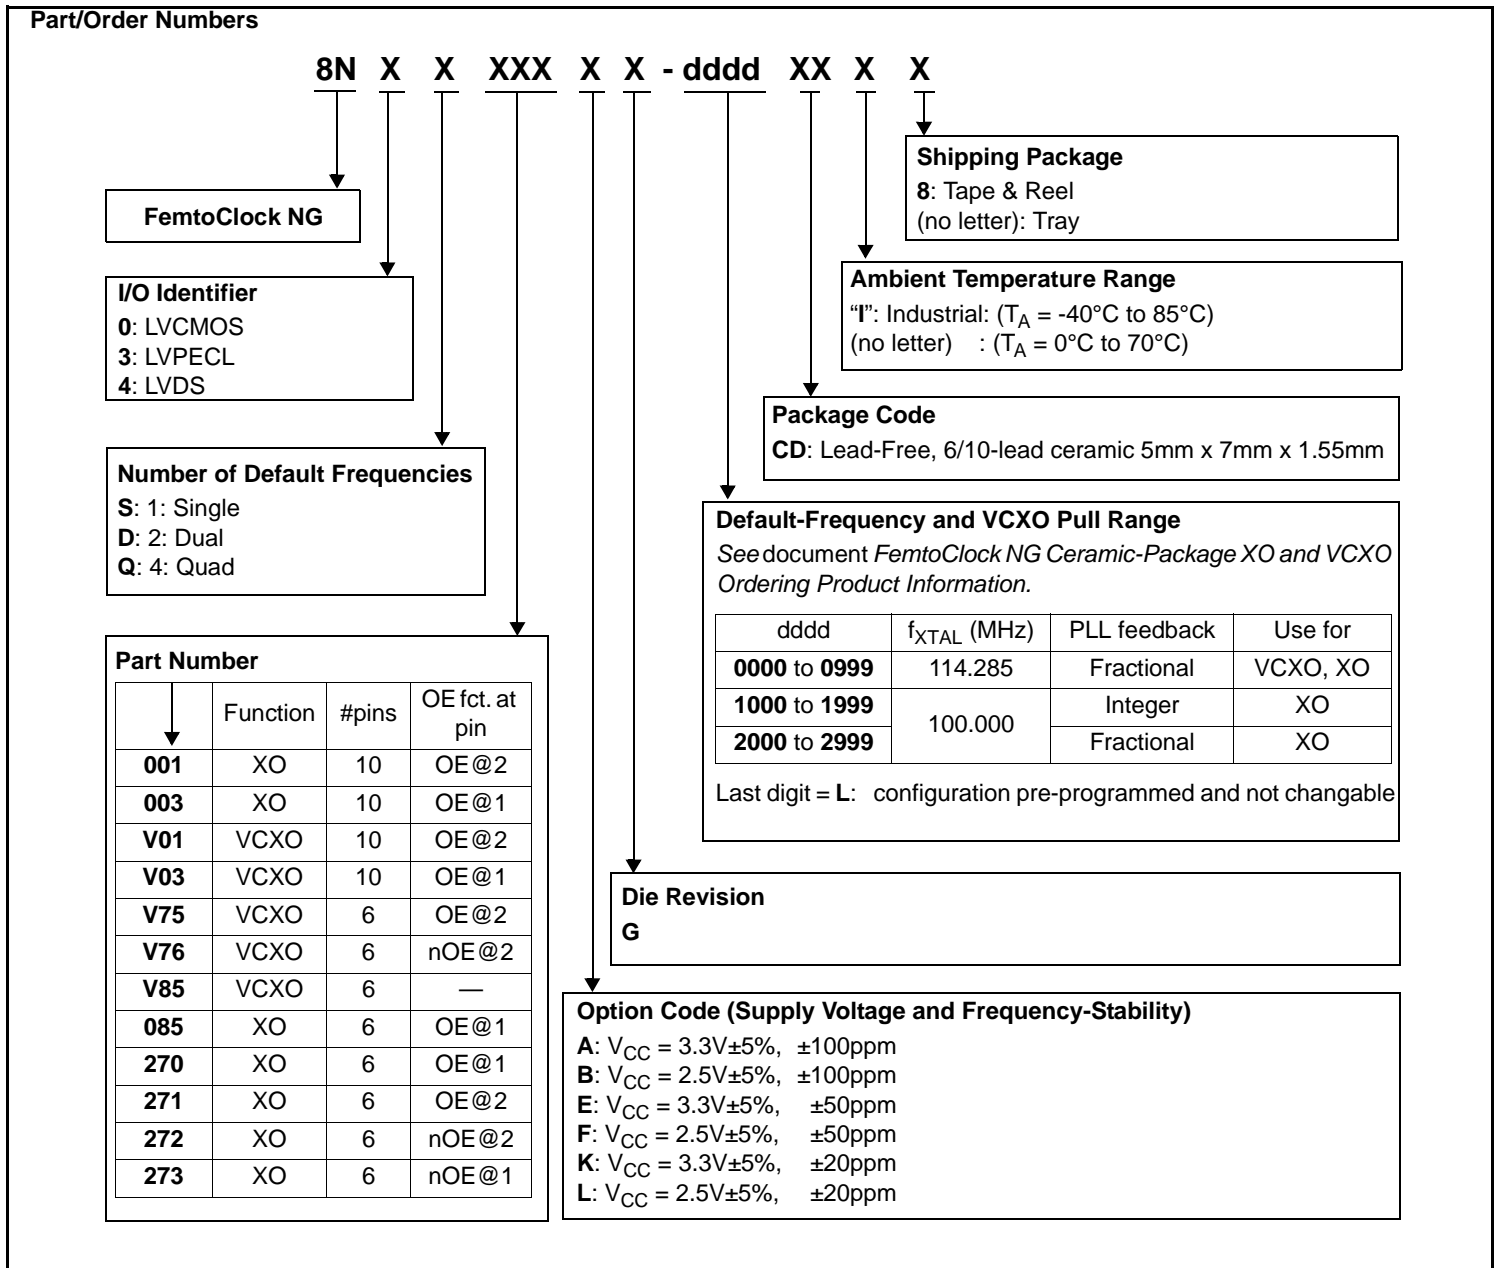 Part/Order Numbers
8N X X XXX X X - dddd XX X X
Shipping Package
8: Tape & Reel
(no letter): Tray
FemtoClock NG
Ambient Temperature Range
“I”: Industrial: (TA = -40°C to 85°C)
(no letter) : (TA = 0°C to 70°C)
I/O Identifier
0: LVCMOS
3: LVPECL
4: LVDS
Package Code
CD: Lead-Free, 6/10-lead ceramic 5mm x 7mm x 1.55mm
Number of Default Frequencies
S: 1: Single
D: 2: Dual
Q: 4: Quad
Default-Frequency and VCXO Pull Range
See document FemtoClock NG Ceramic-Package XO and VCXO
Ordering Product Information.
dddd fXTAL (MHz) PLL feedback Use for
0000 to 0999 114.285 Fractional VCXO, XO
1000 to 1999 100.000 Integer XO
2000 to 2999 Fractional XO
Last digit = L: configuration pre-programmed and not changable
Part Number
Function #pins OE fct. at
pin
001 XO 10 OE@2
003 XO 10 OE@1
V01 VCXO 10 OE@2
V03 VCXO 10 OE@1
V75 VCXO 6 OE@2
V76 VCXO 6 nOE@2
V85 VCXO 6 —
085 XO 6 OE@1
270 XO 6 OE@1
271 XO 6 OE@2
272 XO 6 nOE@2
273 XO 6 nOE@1
Die Revision
G
Option Code (Supply Voltage and Frequency-Stability)
A: VCC = 3.3V±5%, ±100ppm
B: VCC = 2.5V±5%, ±100ppm
E: VCC = 3.3V±5%, ±50ppm
F: VCC = 2.5V±5%, ±50ppm
K: VCC = 3.3V±5%, ±20ppm
L: VCC = 2.5V±5%, ±20ppm